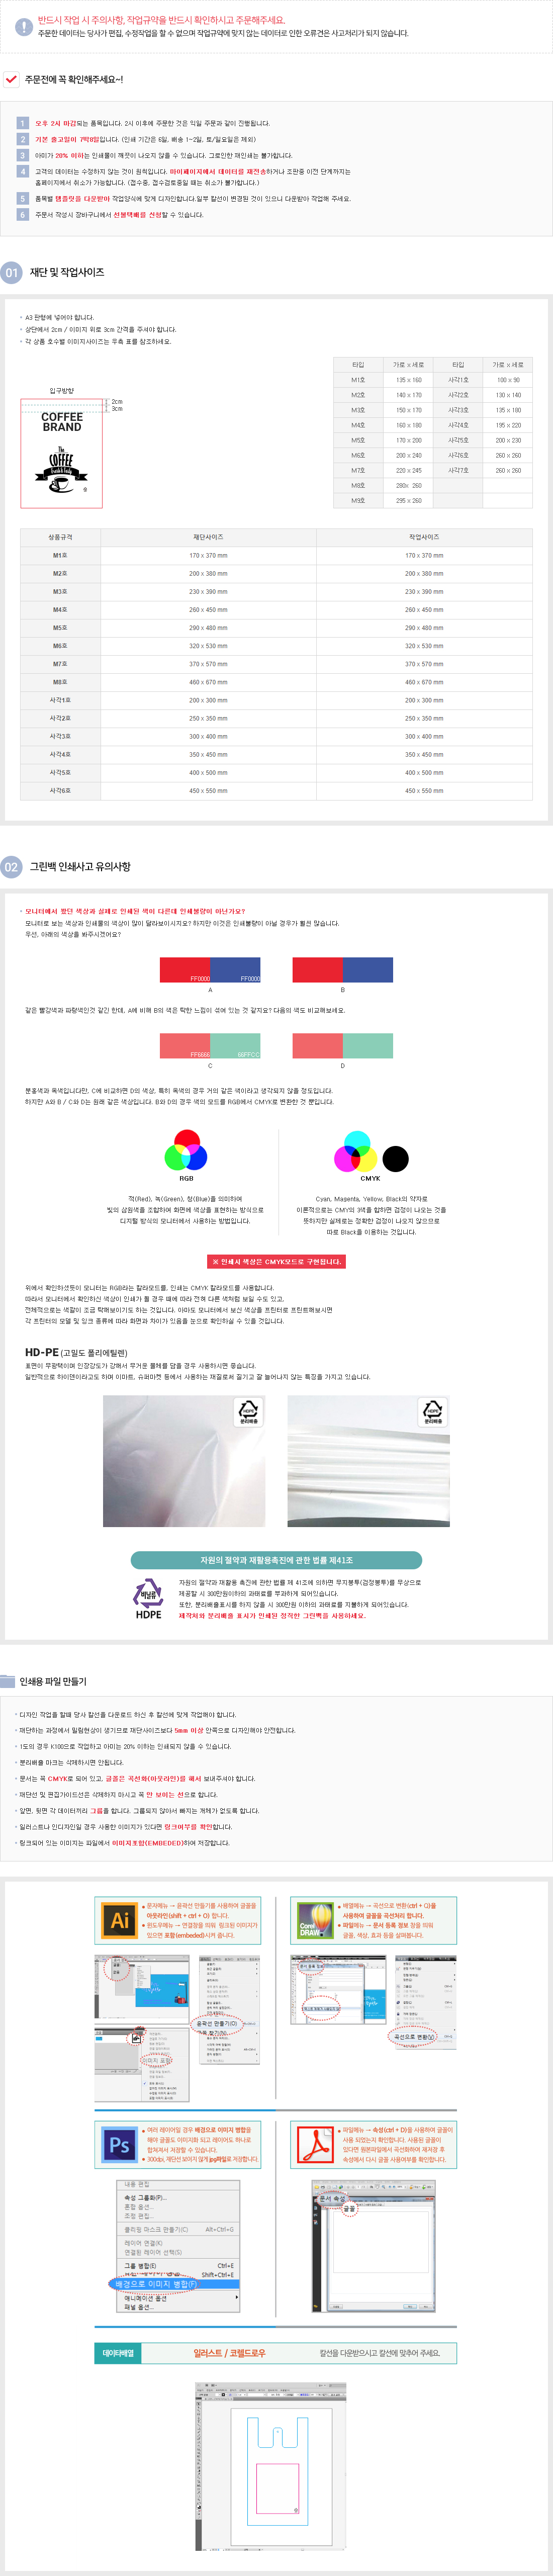 반드시 작업 시 주의사항, 작업규약을 반드시 확인하시고 주문해주세요.
주문한 데이터는 당사가 편집, 수정작업을 할 수 없으며 작업규약에 맞지 않는 데이터로 인한 오류건은 사고처리가 되지 않습니다.
주문전에 꼭 확인해주세요~!
1 오후 2시 마감되는 품목입니다. 2시 이후에 주문한 것은 익일 주문과 같이 진행됩니다.
2 기본 출고일이 7박8일입니다. (인쇄 기간은 6일, 배송 1~2일, 토/일요일은 제외)
3 아미가 20% 이하는 인쇄물이 깨끗이 나오지 않을 수 있습니다. 그로인한 재인쇄는 불가합니다.
4 고객의 데이터는 수정하지 않는 것이 원칙입니다. 마이페이지에서 데이터를 재전송하거나 조판중 이전 단계까지는
홈페이지에서 취소가 가능합니다. (접수중, 접수검토중일 때는 취소가 불가합니다.)
5 품목별 템플릿을 다운받아 작업양식에 맞게 디자인합니다.일부 칼선이 변경된 것이 있으니 다운받아 작업해 주세요.
6 주문서 작성시 장바구니에서 선불택배를 신청할 수 있습니다.
01 재단 및 작업사이즈
• A3 판형에 넣어야 합니다.
• 상단에서 2cm / 이미지 위로 3cm 간격을 주셔야 합니다.
• 각 상품 호수별 이미지사이즈는 우측 표를 참조하세요.
입구방향
2cm
3cm
COFFEE
BRAND
The
COFFEE
타입 가로 x 세로 타입 가로 x 세로
M1호 135 x 160 사각1호 100 x 90
M2호 140 x 170 사각2호 130 x 140
M3호 150 x 170 사각3호 135 x 180
M4호 160 x 180 사각4호 195 x 220
M5호 170 x 200 사각5호 200 x 230
M6호 200 x 240 사각6호 260 x 260
M7호 220 x 245 사각7호 260 x 260
M8호 280x 260
M9호 295 x 260
상품규격 재단사이즈 작업사이즈
M1호 170 x 370 mm 170 x 370 mm
M2호 200 x 380 mm 200 x 380 mm
M3호 230 x 390 mm 230 x 390 mm
M4호 260 x 450 mm 260 x 450 mm
M5호 290 x 480 mm 290 x 480 mm
M6호 320 x 530 mm 320 x 530 mm
M7호 370 x 570 mm 370 x 570 mm
M8호 460 x 670 mm 460 x 670 mm
사각1호 200 x 300 mm 200 x 300 mm
사각2호 250 x 350 mm 250 x 350 mm
사각3호 300 x 400 mm 300 x 400 mm
사각4호 350 x 450 mm 350 x 450 mm
사각5호 400 x 500 mm 400 x 500 mm
사각6호 450 x 550 mm 450 x 550 mm
02 그린백 인쇄사고 유의사항
• 모니터에서 봤던 색상과 실제로 인쇄된 색이 다른데 인쇄불량이 아닌가요?
모니터로 보는 색상과 인쇄물의 색상이 많이 달라보이시지요? 하지만 이것은 인쇄불량이 아닐 경우가 훨씬 많습니다.
우선, 아래의 색상을 봐주시겠어요?
FF0000 FF0000
A B
같은 빨강색과 파랑색인것 같긴 한데, A에 비해 B의 색은 탁한 느낌이 섞여 있는 것 같지요? 다음의 색도 비교해보세요.
FF6666 66FFCC
C D
분홍색과 옥색입니다만, C에 비교하면 D의 색상, 특히 옥색의 경우 거의 같은 색이라고 생각되지 않을 정도입니다.
하지만 A와 B / C와 D는 원래 같은 색상입니다. B와 D의 경우 색의 모드를 RGB에서 CMYK로 변환한 것 뿐입니다.
RGB
적(Red), 녹(Green), 청(Blue)을 의미하며
빛의 삼원색을 조합하여 화면에 색상을 표현하는 방식으로
디지털 방식의 모니터에서 사용하는 방법입니다.
CMYK
Cyan, Magenta, Yellow, Black의 약자로
이론적으로는 CMY의 3색을 합하면 검정이 나오는 것을
뜻하지만 실제로는 정확한 검정이 나오지 않으므로
따로 Black을 이용하는 것입니다.
※ 인쇄시 색상은 CMYK모드로 구현됩니다.
위에서 확인하셨듯이 모니터는 RGB라는 칼라모드를, 인쇄는 CMYK 칼라모드를 사용합니다.
따라서 모니터에서 확인하신 색상이 인쇄가 될 경우 때에 따라 전혀 다른 색처럼 보일 수도 있고,
전체적으로는 색깔이 조금 탁해보이기도 하는 것입니다. 아마도 모니터에서 보신 색상을 프린터로 프린트해보시면
각 프린터의 모델 및 잉크 종류에 따라 화면과 차이가 있음을 눈으로 확인하실 수 있을 것입니다.
HD-PE (고밀도 폴리에틸렌)
표면이 무광택이며 인장강도가 강해서 무거운 물체를 담을 경우 사용하시면 좋습니다.
일반적으로 하이덴이라고도 하며 이마트, 슈퍼마켓 등에서 사용하는 재질로써 질기고 잘 늘어나지 않는 특징을 가지고 있습니다.
HDPE
분리배출
HDPE
분리배출
자원의 절약과 재활용촉진에 관한 법률 제41조
비닐류
HDPE
자원의 절약과 재활용 촉진에 관한 법률 제 41조에 의하면 무지봉투(검정봉투)를 무상으로
제공할 시 300만원이하의 과태료를 부과하게 되어있습니다.
또한, 분리배출표시를 하지 않을 시 300만원 이하의 과태료를 지불하게 되어있습니다.
제작처와 분리배출 표시가 인쇄된 정직한 그린백을 사용하세요.
인쇄용 파일 만들기
• 디자인 작업을 할때 당사 칼선을 다운로드 하신 후 칼선에 맞게 작업해야 합니다.
• 재단하는 과정에서 밀림현상이 생기므로 재단사이즈보다 5mm 이상 안쪽으로 디자인해야 안전합니다.
• 1도의 경우 K100으로 작업하고 아미는 20% 이하는 인쇄되지 않을 수 있습니다.
• 분리배출 마크는 삭제하시면 안됩니다.
• 문서는 꼭 CMYK로 되어 있고, 글꼴은 곡선화(아웃라인)를 해서 보내주셔야 합니다.
• 재단선 및 편집가이드선은 삭제하지 마시고 꼭 안 보이는 선으로 합니다.
• 앞면, 뒷면 각 데이터끼리 그룹을 합니다. 그룹되지 않아서 빠지는 개체가 없도록 합니다.
• 일러스트나 인디자인일 경우 사용한 이미지가 있다면 링크여부를 확인합니다.
• 링크되어 있는 이미지는 파일에서 이미지포함(EMBEDED)하여 저장합니다.
Ai
● 문자메뉴 → 윤곽선 만들기를 사용하여 글꼴을
아웃라인(shift + ctrl + O) 합니다.
● 윈도우메뉴 → 연결창을 띄워 링크된 이미지가
있으면 포함(embeded)시켜 줍니다.
CorelDRAW
● 배열메뉴 → 곡선으로 변환(ctrl + Q)을
사용하여 글꼴을 곡선처리 합니다.
● 파일메뉴 → 문서 등록 정보 창을 띄워
글꼴, 색상, 효과 등을 살펴봅니다.
윤곽선 만들기(O)
이미지 포함
문서 등록 정보
곡선으로 변환(V)
Ps
● 여러 레이어일 경우 배경으로 이미지 병합을
해야 글꼴도 이미지화 되고 레이어도 하나로
합쳐져서 저장할 수 있습니다.
● 300dpi, 재단선 보이지 않게 jpg파일로 저장합니다.
● 파일메뉴 → 속성(ctrl + D)을 사용하여 글꼴이
사용 되었는지 확인합니다. 사용된 글꼴이
있다면 원본파일에서 곡선화하여 재저장 후
속성에서 다시 글꼴 사용여부를 확인합니다.
내용 편집
속성 그룹화(P)...
혼합 옵션...
조정 편집...
클리핑 마스크 만들기(C) Alt+Ctrl+G
레이어 연결(K)
연결된 레이어 선택(S)
그룹 병합(E) Ctrl+E
Shift+Ctrl+E
배경으로 이미지 병합(F)
애니메이션 옵션
패널 옵션...
문서 속성
글꼴
데이타배열 일러스트 / 코렐드로우 칼선을 다운받으시고 칼선에 맞추어 주세요.